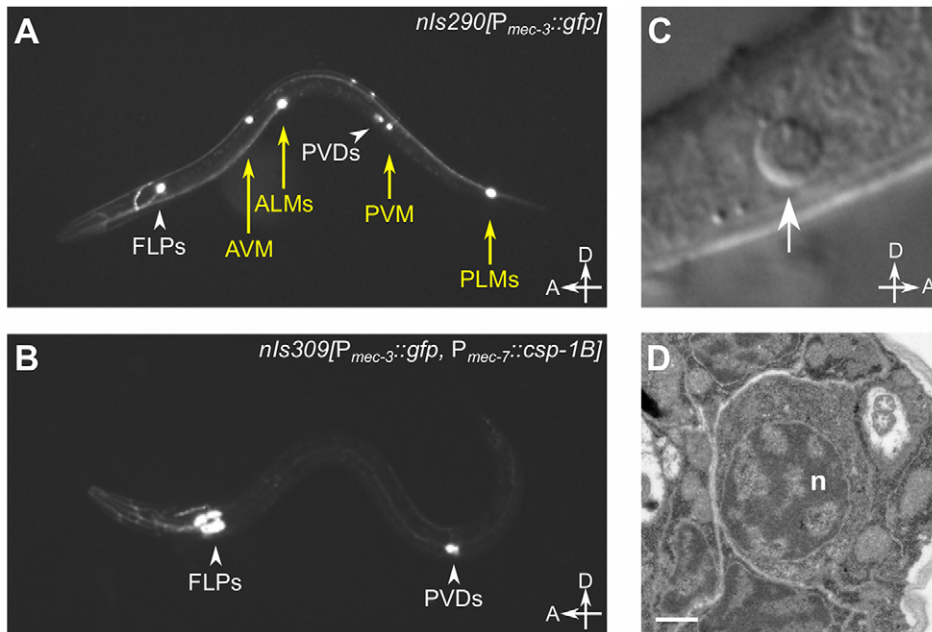 A
nIs290[Pmec-3::gfp]
PVDs
ALMs
PVM
FLPs
AVM
PLMs
D
A
B
nIs309[Pmec-3::gfp, Pmec-7::csp-1B]
FLPs
PVDs
D
A
C
D
A
D
n